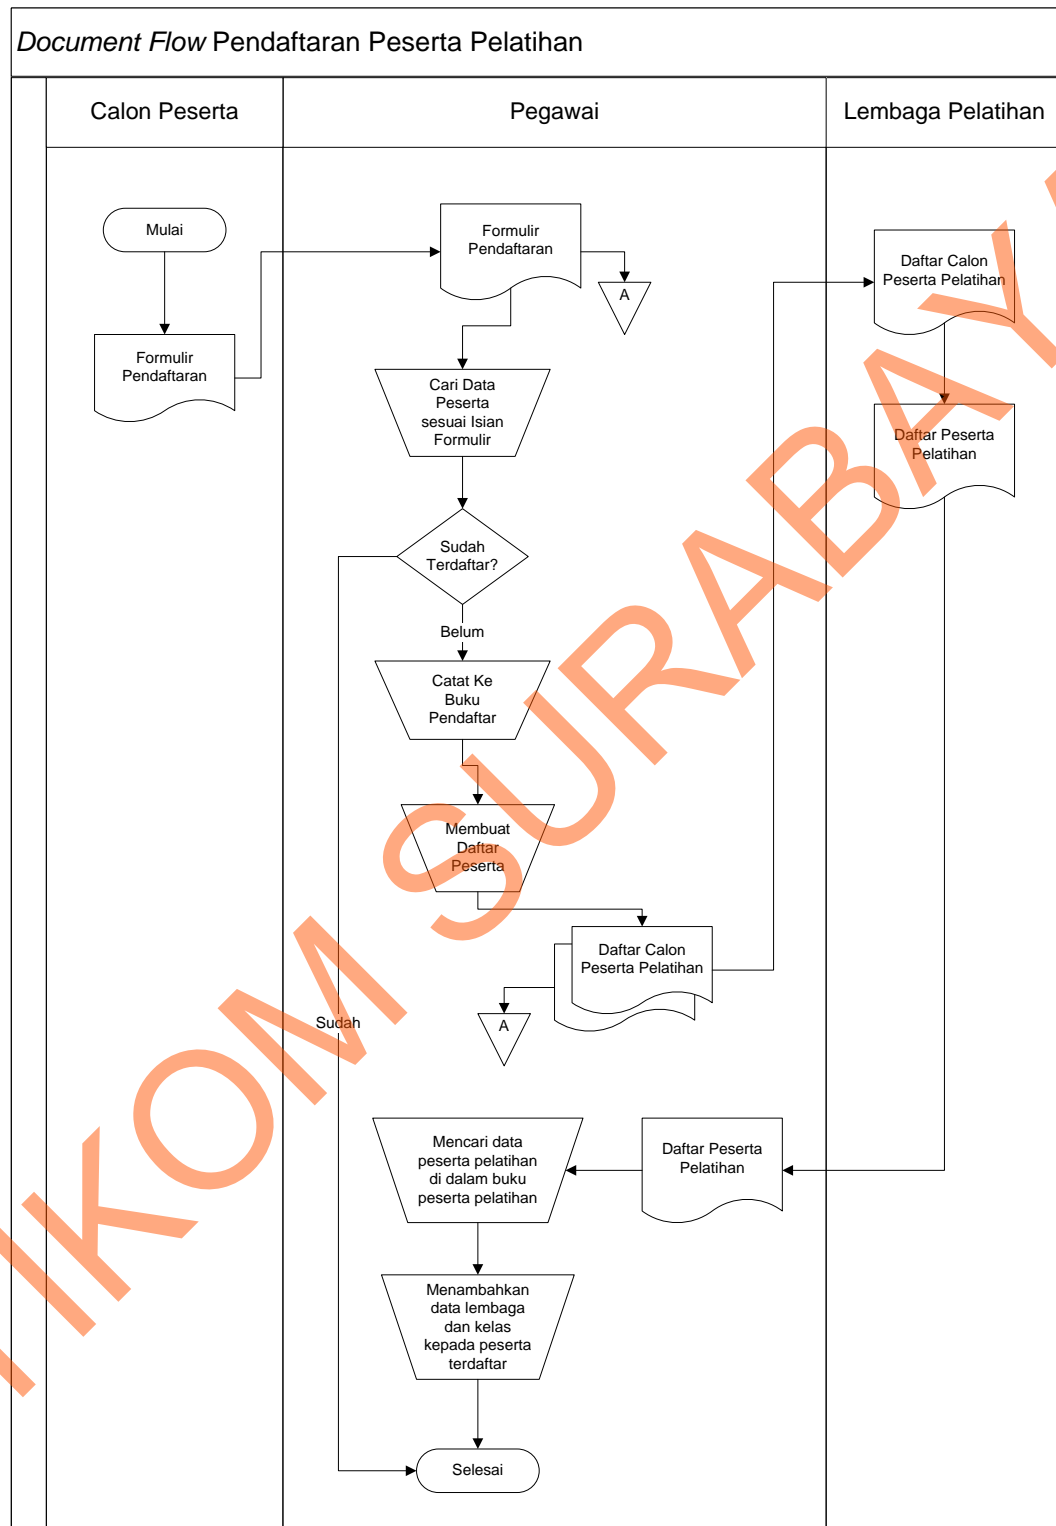 Document Flow Pendaftaran Peserta Pelatihan
Calon Peserta
Pegawai
Lembaga Pelatihan
Mulai
Formulir
Pendaftaran
Formulir
Pendaftaran
A
Cari Data
Peserta
sesuai Isian
Formulir
Sudah
Terdaftar?
Belum
Catat Ke
Buku
Pendaftar
Membuat
Daftar
Peserta
Daftar Calon
Peserta Pelatihan
A
Sudah
Daftar Calon
Peserta Pelatihan
Daftar Peserta
Pelatihan
Daftar Peserta
Pelatihan
Mencari data
peserta pelatihan
di dalam buku
peserta pelatihan
Menambahkan
data lembaga
dan kelas
kepada peserta
terdaftar
Selesai
IKOM SURABAYA